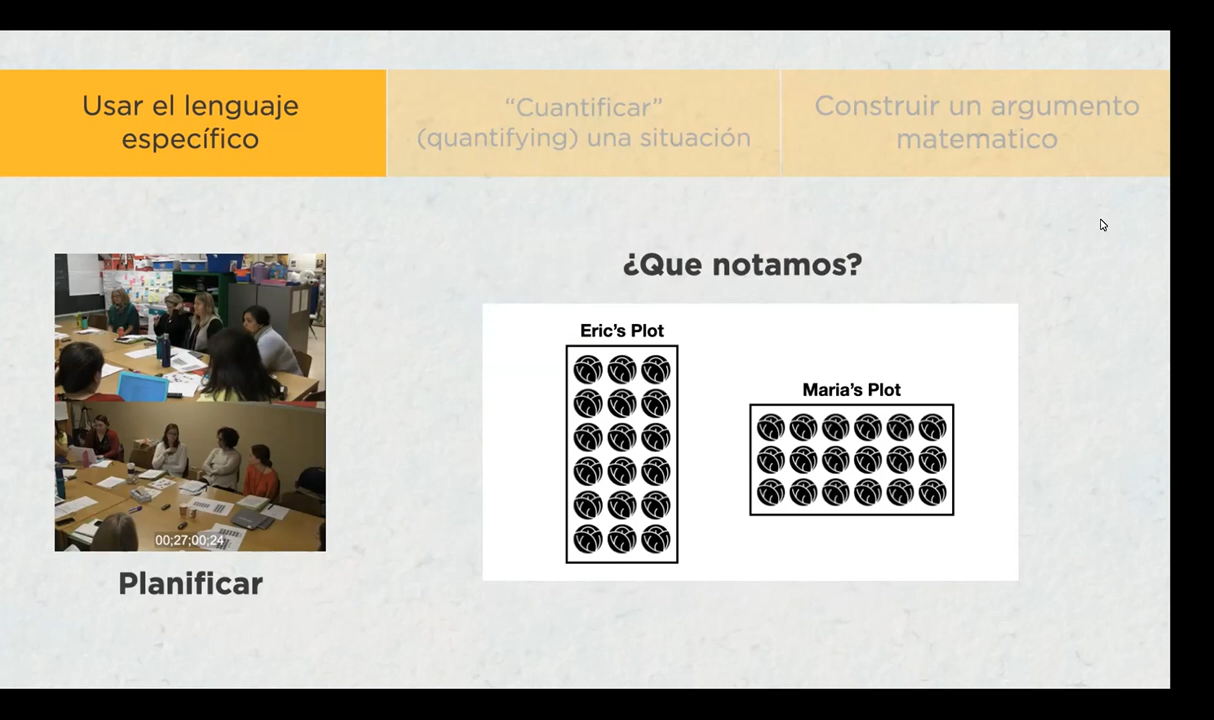 Usar el lenguaje
específico
“Cuantificar”
(quantifying) una situación
Construir un argumento
matematico
¿Que notamos?
Eric’s Plot
Maria’s Plot
00;27;00;24
Planificar